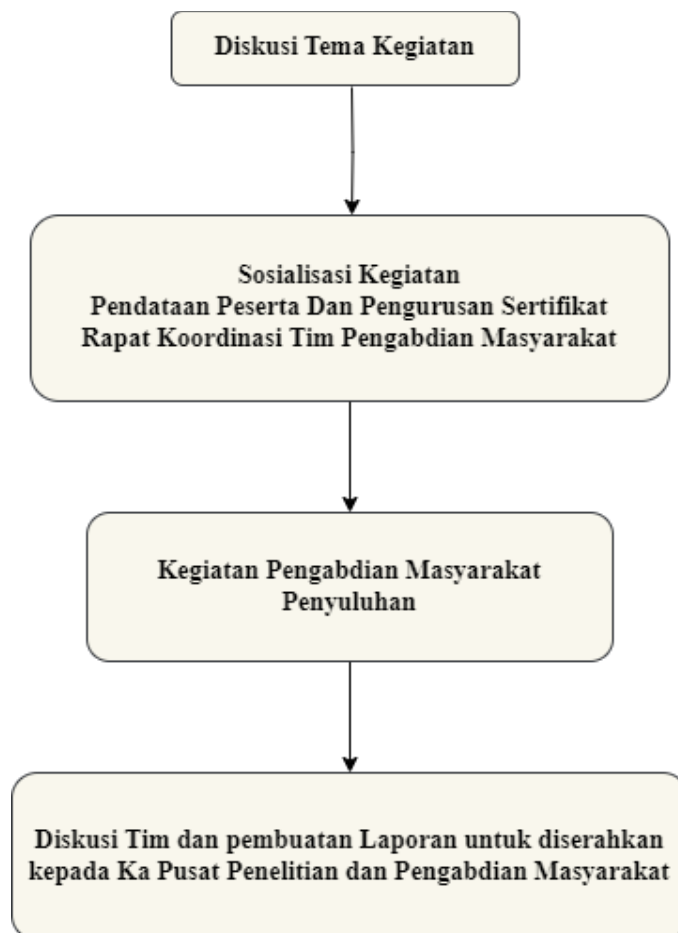 Diskusi Tema Kegiatan
Sosialisasi Kegiatan
Pendataan Peserta Dan Pengurusan Sertifikat
Rapat Koordinasi Tim Pengabdian Masyarakat
Kegiatan Pengabdian Masyarakat
Penyuluhan
Diskusi Tim dan pembuatan Laporan untuk diserahkan
kepada Ka Pusat Penelitian dan Pengabdian Masyarakat